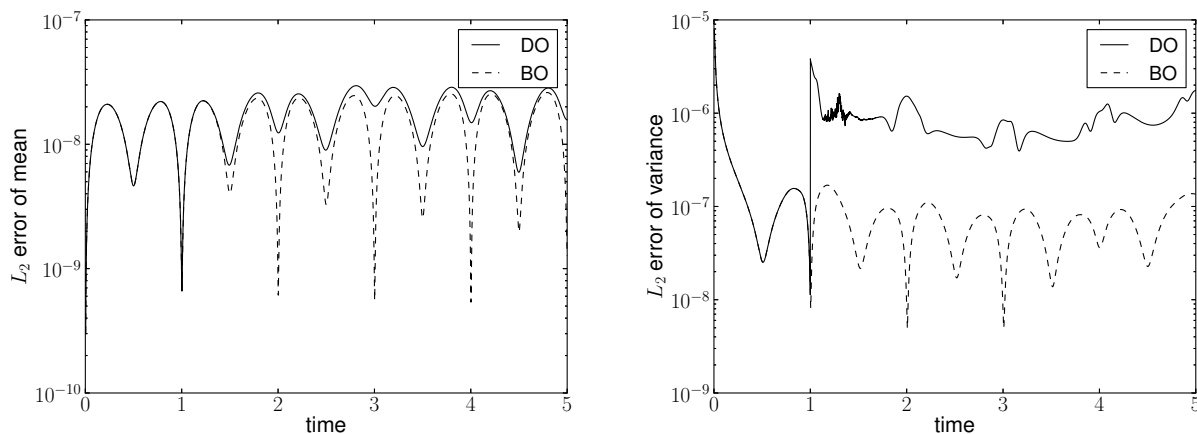 10^{-7}
10^{-8}
10^{-9}
10^{-10}
L_2 error of mean
0 1 2 3 4 5
time
DO
BO
10^{-5}
10^{-6}
10^{-7}
10^{-8}
10^{-9}
L_2 error of variance
0 1 2 3 4 5
time
DO
BO